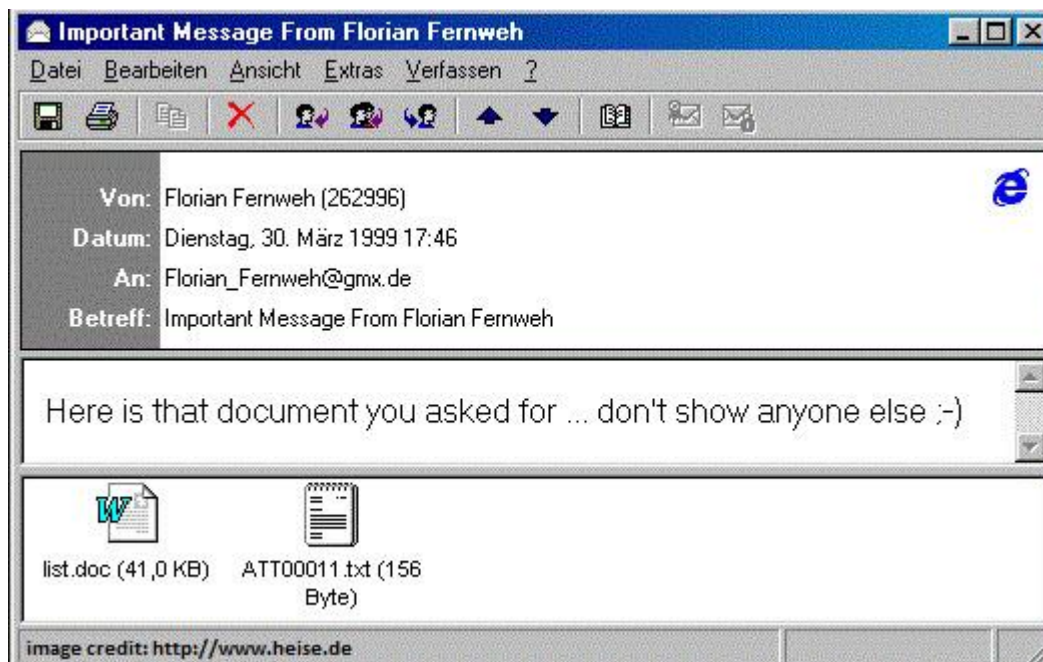 Important Message From Florian Fernweh
Datei Bearbeiten Ansicht Extras Verfassen ?
Von: Florian Fernweh (262996)
Datum: Dienstag, 30. März 1999 17:46
An: Florian_Fernweh@gmx.de
Betreff: Important Message From Florian Fernweh
Here is that document you asked for ... don't show anyone else ;-)
list.doc (41,0 KB) ATT00011.txt (156
Byte)
image credit: http://www.heise.de